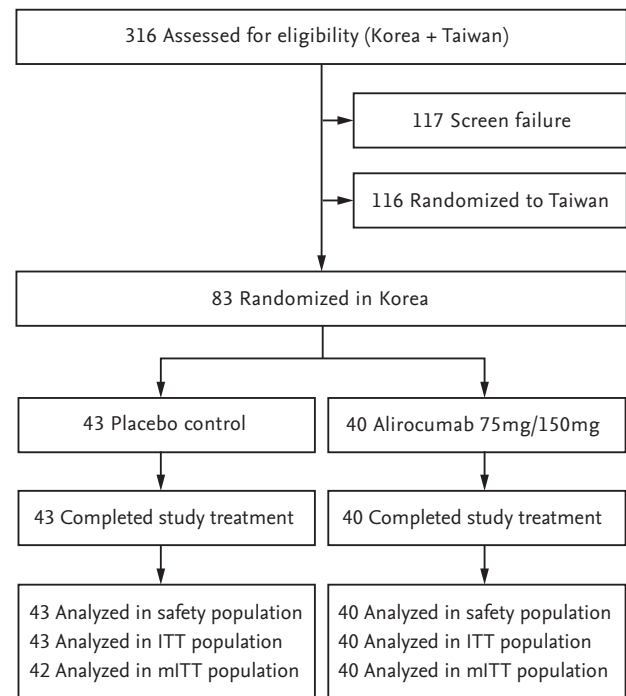 316 Assessed for eligibility (Korea + Taiwan)
117 Screen failure
116 Randomized to Taiwan
83 Randomized in Korea
43 Placebo control
40 Alirocumab 75mg/150mg
43 Completed study treatment
40 Completed study treatment
43 Analyzed in safety population
43 Analyzed in ITT population
42 Analyzed in mITT population
40 Analyzed in safety population
40 Analyzed in ITT population
40 Analyzed in mITT population